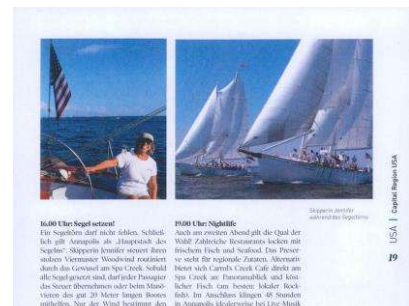 Skipperin Jennifer
während des Segeltörns
16.00 Uhr: Segel setzen!
Ein Segeltörn darf nicht fehlen. Schließ-
lich gilt Annapolis als „Hauptstadt des
Segelns“. Skipperin Jennifer steuert ihren
stolzen Viermaster Woodwind routiniert
durch das Gewusel am Spa Creek. Sobald
alle Segel gesetzt sind, darf jeder Passagier
das Steuer übernehmen oder beim Manö-
vrieren des gut 20 Meter langen Bootes
mithelfen. Nur der Wind bestimmt den
19.00 Uhr: Nightlife
Auch am zweiten Abend gilt die Qual der
Wahl! Zahlreiche Restaurants locken mit
frischem Fisch und Seafood. Das Preser-
ve steht für regionale Zutaten. Alternativ
bietet sich Carrol's Creek Cafe direkt am
Spa Creek an: Panoramablick und köst-
licher Fisch (am besten: lokaler Rock-
fish). Im Anschluss klingen 48 Stunden
in Annapolis idealerweise bei Live-Musik
USA | Capital Region USA
19